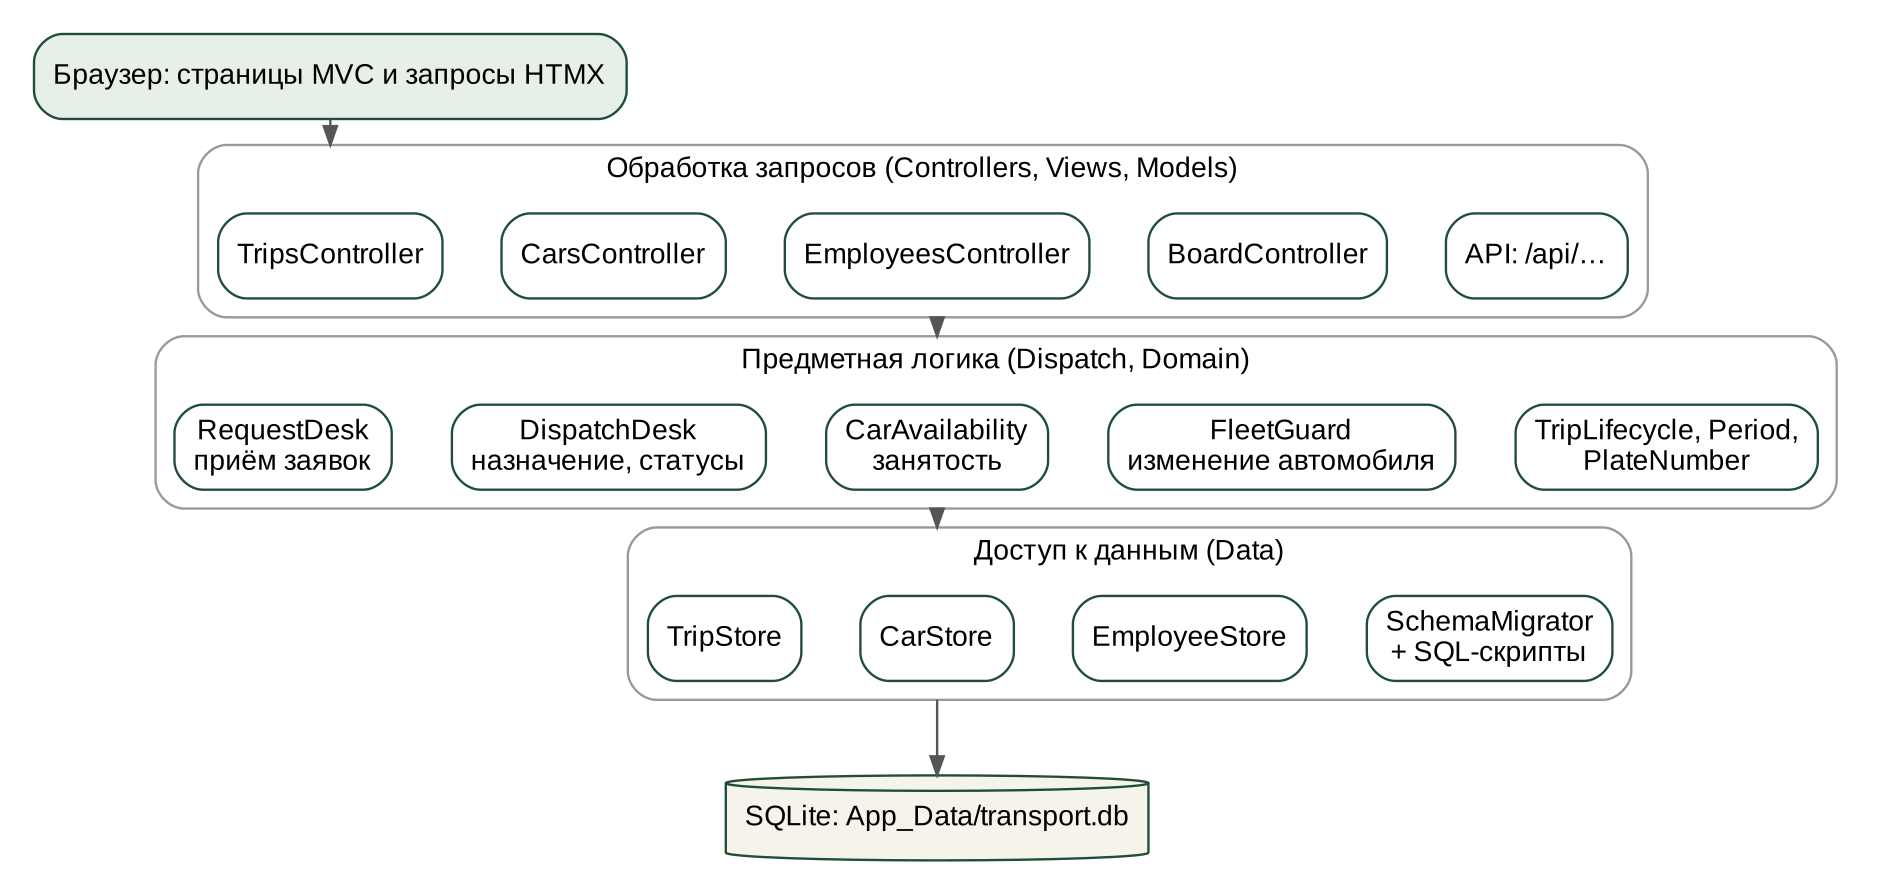 Браузер: страницы MVC и запросы HTMX
Обработка запросов (Controllers, Views, Models)
TripsController
CarsController
EmployeesController
BoardController
API: /api/…
Предметная логика (Dispatch, Domain)
RequestDesk
приём заявок
DispatchDesk
назначение, статусы
CarAvailability
занятость
FleetGuard
изменение автомобиля
TripLifecycle, Period,
PlateNumber
Доступ к данным (Data)
TripStore
CarStore
EmployeeStore
SchemaMigrator
+ SQL-скрипты
SQLite: App_Data/transport.db